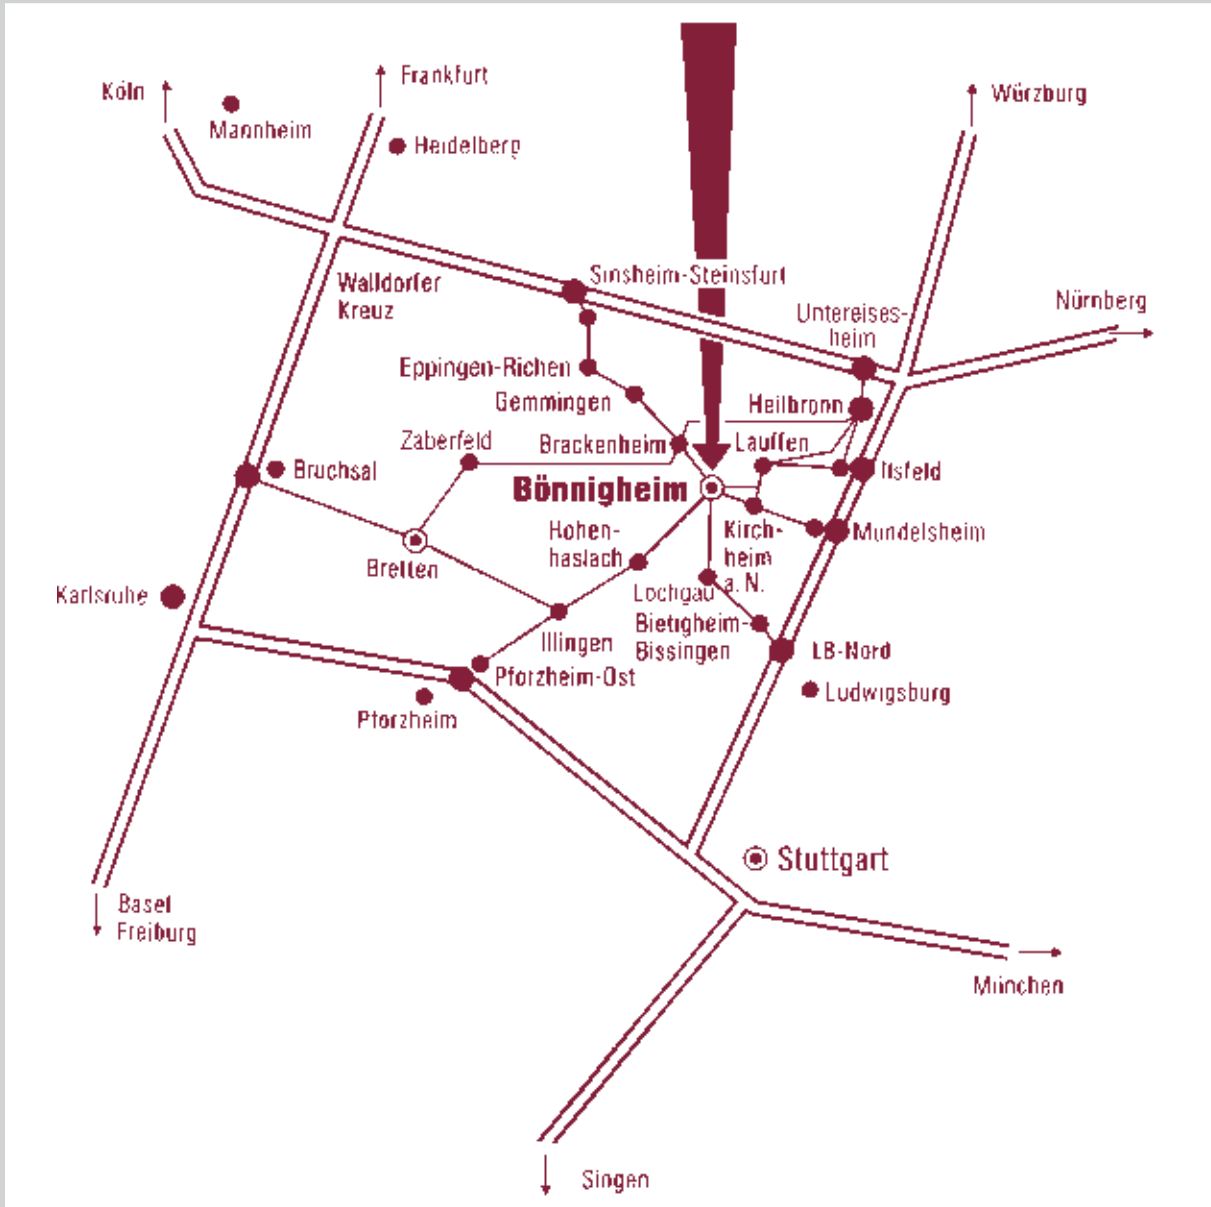 Frankfurt
Köln
Würzburg
Mannheim
Heidelberg
Sinsheim-Steinsfurt
Walldorfer
Kreuz
Nürnberg
Untereises-
heim
Eppingen-Richen
Gemmingen
Heilbronn
Zaberfeld
Brackenheim
Lauffen
Bruchsal
Ilsfeld
Bönnigheim
Hohen-
haslach
Kirch-
heim
a. N.
Mundelsheim
Bretten
Karlsruhe
Löchgau
Bietigheim-
Bissingen
Illingen
LB-Nord
Pforzheim-Ost
Ludwigsburg
Pforzheim
Stuttgart
Basel
Freiburg
München
Singen